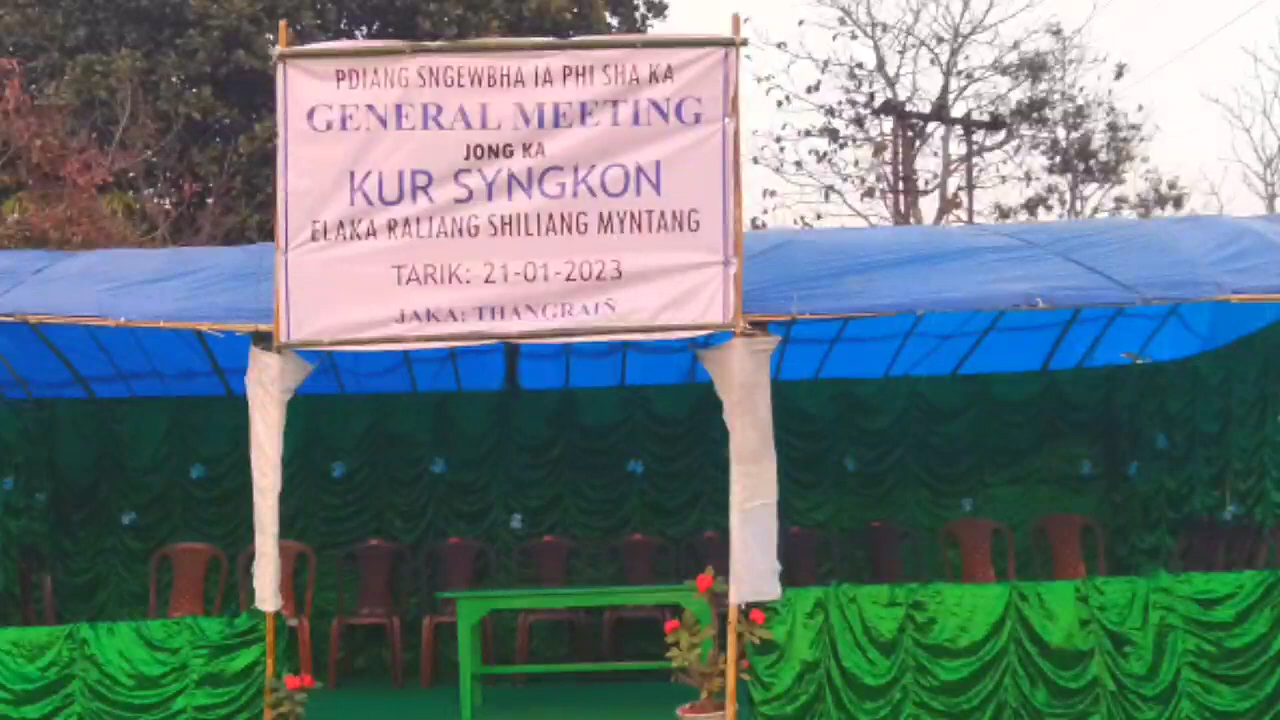 PDIANG SNGEWBHA IA PHI SHA KA
GENERAL MEETING
JONG KA
KUR SYNGKON
ELAKA RALIANG SHILIANG MYNTANG
TARIK: 21-01-2023
JAKA: THANGRAIÑ